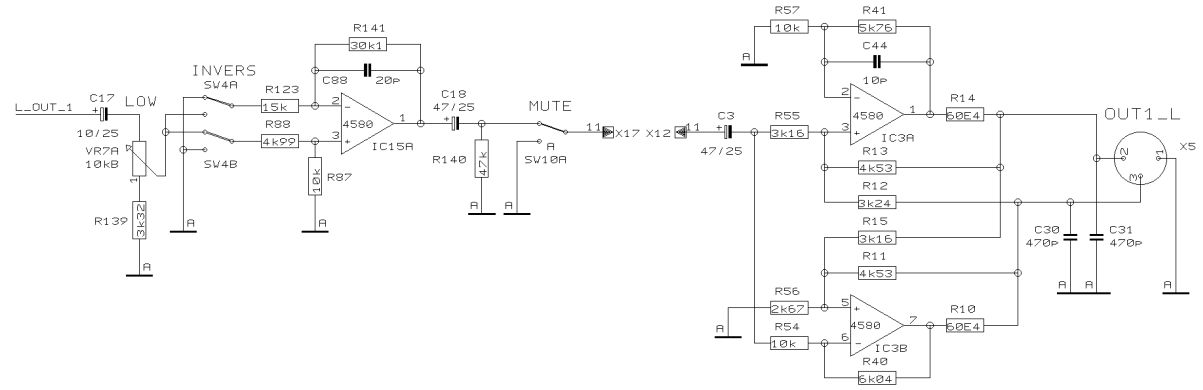 L_OUT_1
C17
+
10/25
LOW
VR7A
10kB
1
R139
3k32
A
INVERS
SW4A
SW4B
A
R123
15k
R88
4k99
R87
10k
A
R141
30k1
C88
20p
2
-
3
+
4580
1
IC15A
C18
47/25
+
R140
47k
A
MUTE
A
SW10A
A
11
X17
X12
11
C3
+
47/25
R57
10k
A
R41
5k76
C44
10p
R55
3k16
2
-
3
+
4580
1
IC3A
R14
60E4
R13
4k53
R12
3k24
R15
3k16
R11
4k53
R56
2k67
A
R54
10k
5
+
6
-
4580
7
IC3B
R10
60E4
R40
6k04
C30
470p
A
C31
470p
A
OUT1_L
X5
2
1
3
A